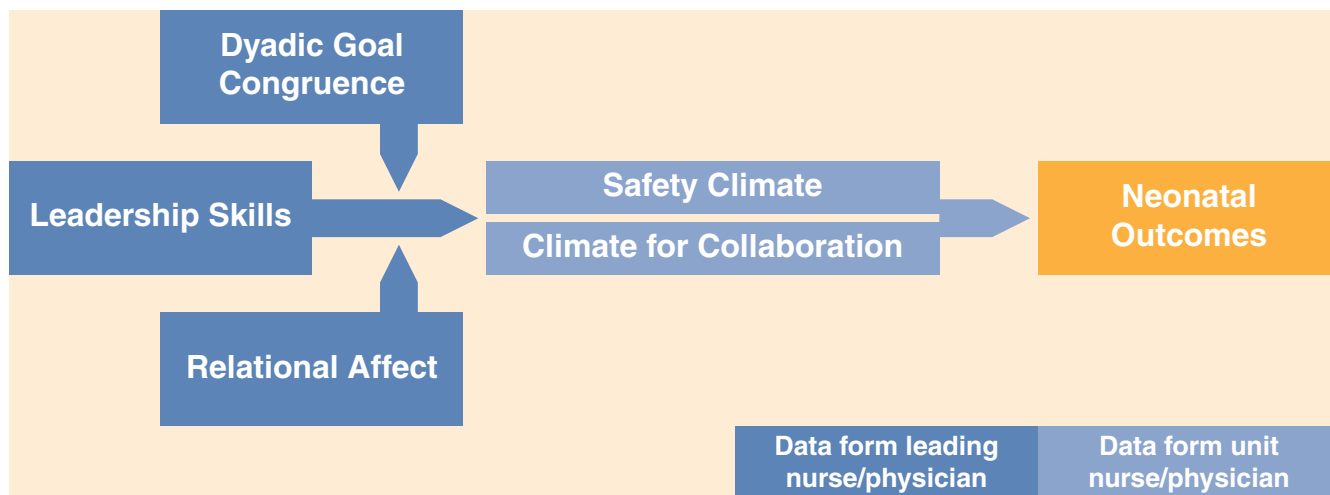 Dyadic Goal
Congruence
Leadership Skills
Safety Climate
Climate for Collaboration
Neonatal
Outcomes
Relational Affect
Data form leading
nurse/physician
Data form unit
nurse/physician